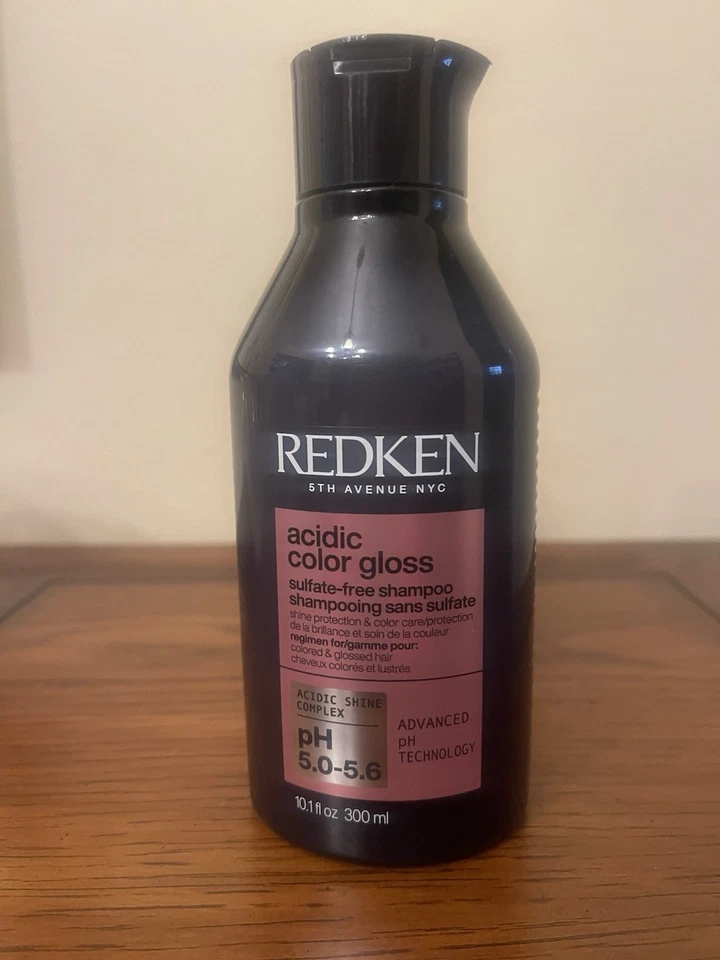 REDKEN
5TH AVENUE NYC
acidic
color gloss
sulfate-free shampoo
shampooing sans sulfate
shine protection & color care/protection
de la brillance et soin de la couleur
regimen for/gamme pour:
colored & glossed hair
cheveux colorés et lustrés
ACIDIC SHINE
COMPLEX
pH
5.0-5.6
ADVANCED
pH
TECHNOLOGY
10.1 fl oz 300 ml